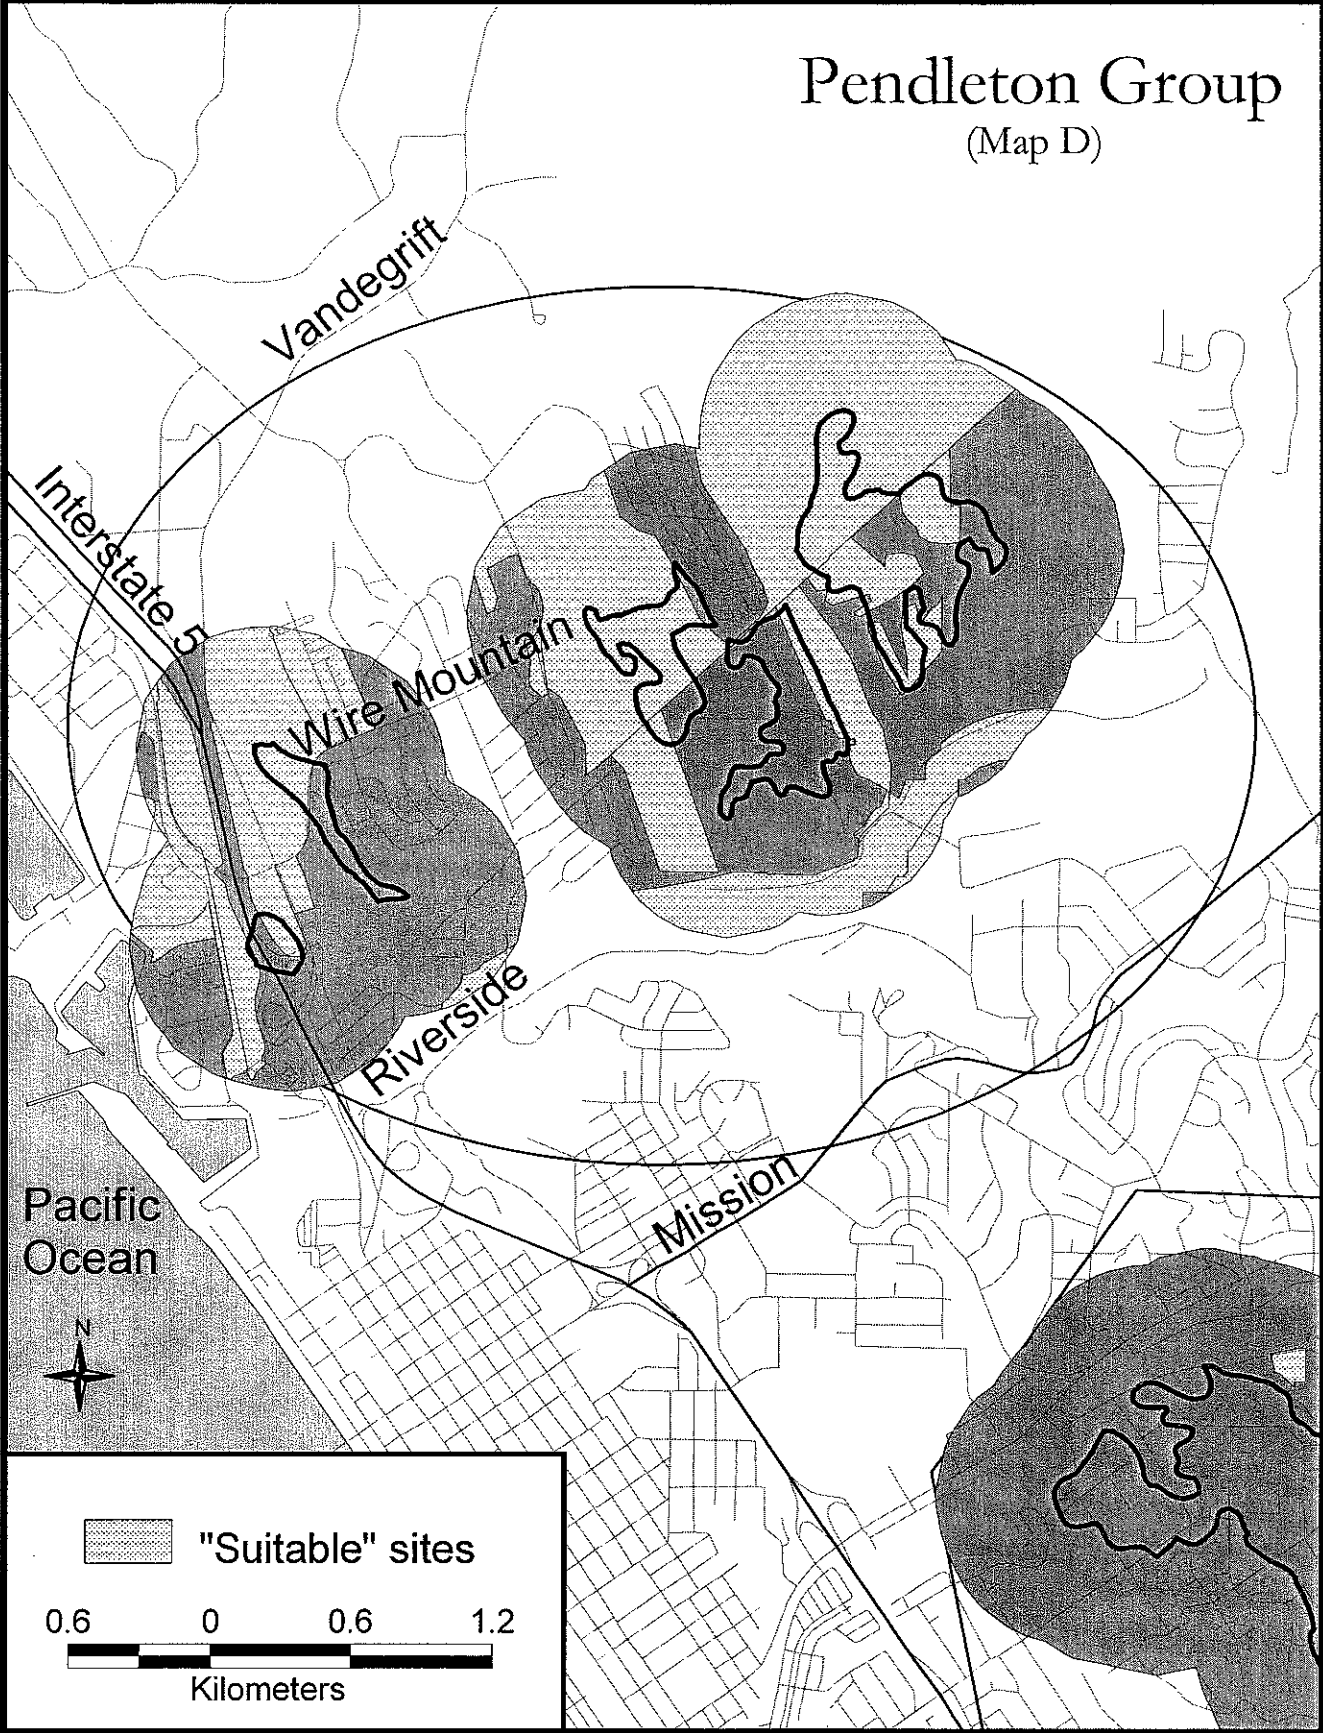 Pendleton Group
(Map D)
Vandegrift
Interstate 5
Wire Mountain
Riverside
Mission
Pacific
Ocean
N
"Suitable" sites
0.6 0 0.6 1.2
Kilometers